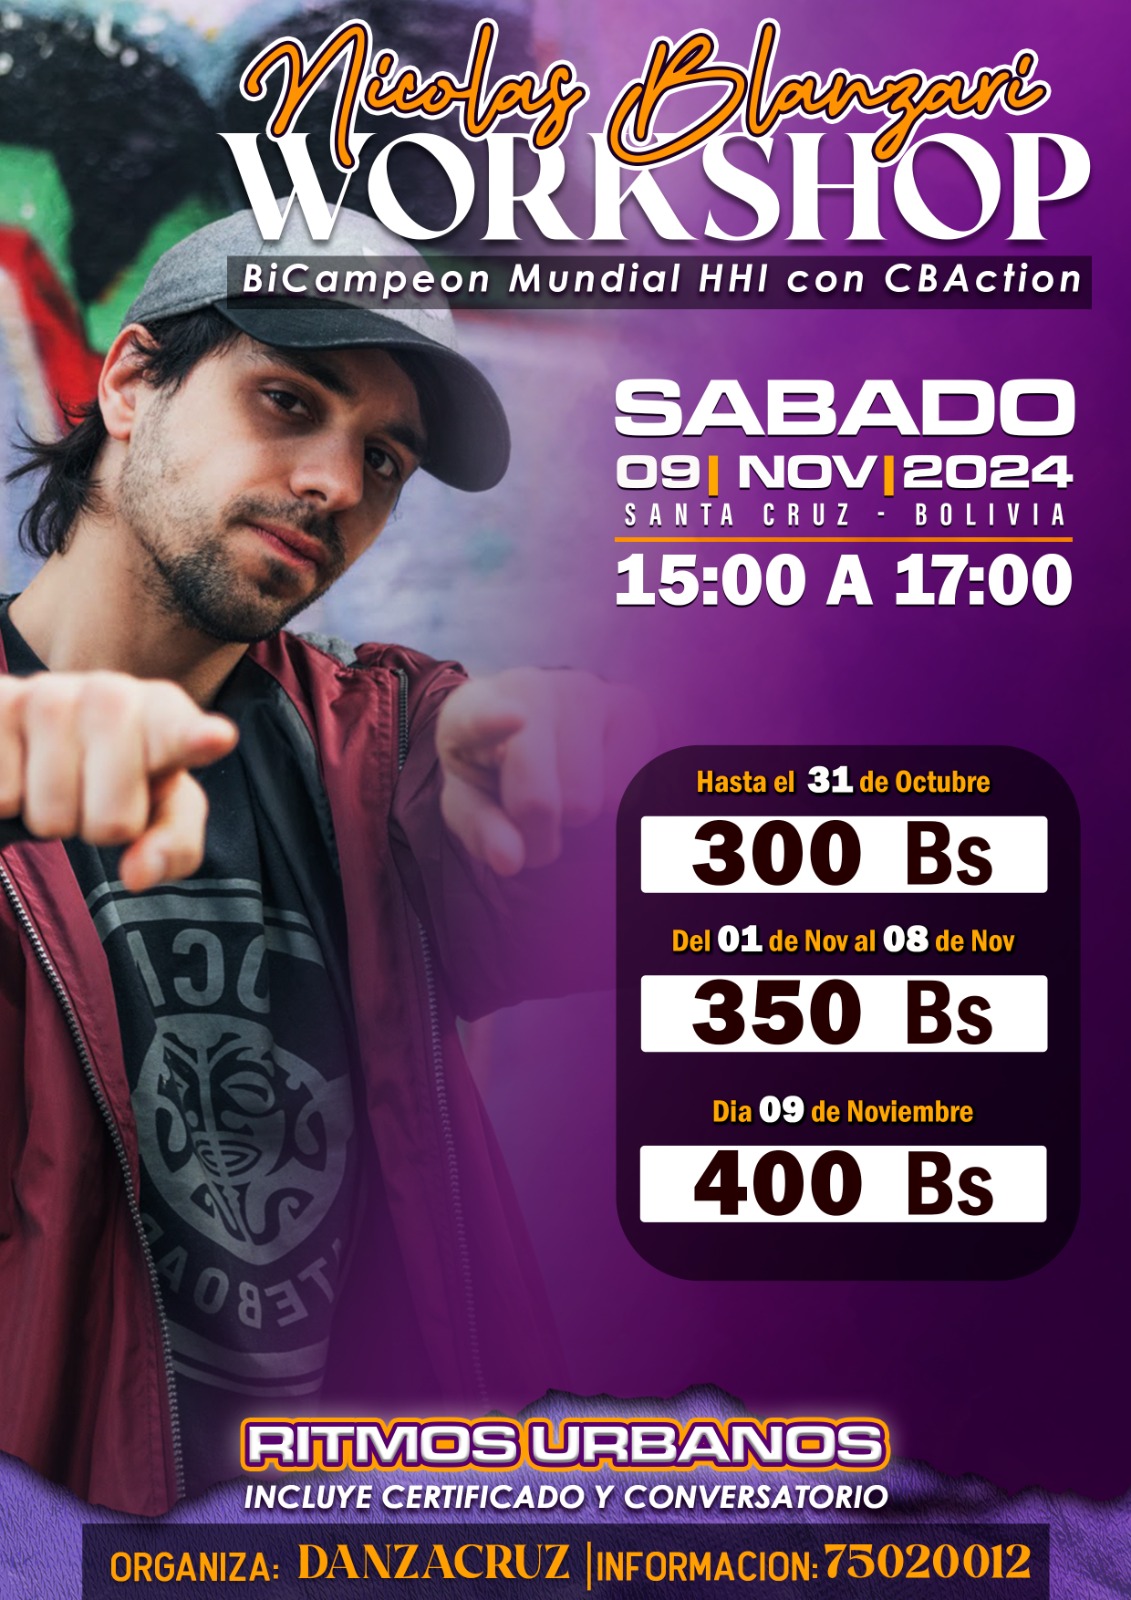 Nicolas Blanzari
WORKSHOP
BiCampeon Mundial HHI con CBAction
SABADO
09| NOV|2024
SANTA CRUZ - BOLIVIA
15:00 A 17:00
Hasta el 31 de Octubre
300 Bs
Del 01 de Nov al 08 de Nov
350 Bs
Dia 09 de Noviembre
400 Bs
RITMOS URBANOS
INCLUYE CERTIFICADO Y CONVERSATORIO
ORGANIZA: DANZACRUZ |INFORMACION: 75020012